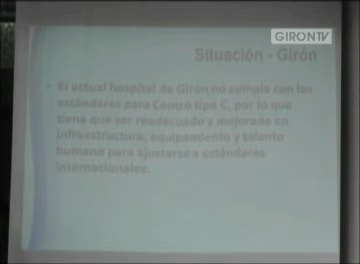 GIRONTV
Situación - Girón
• El actual hospital de Girón no cumple con los
estándares para Centro tipo C, por lo que
tiene que ser readecuado y mejorado en
infraestructura, equipamiento y talento
humano para ajustarse a estándares
internacionales.